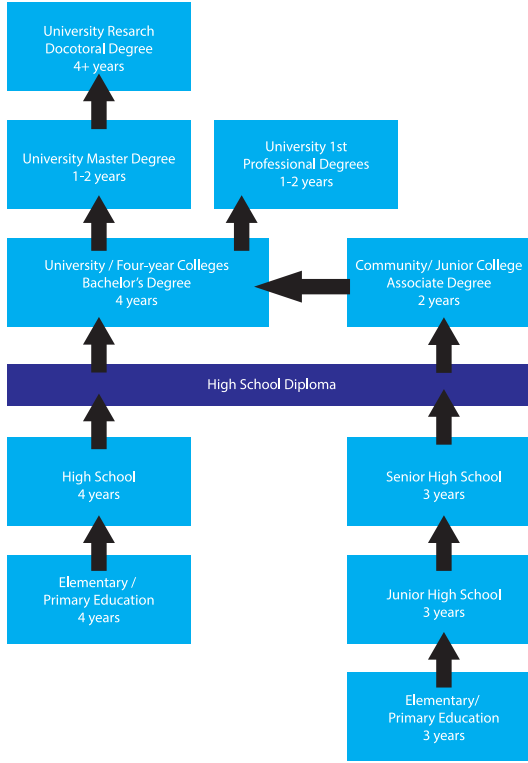 University Resarch
Docotoral Degree
4+ years
University Master Degree
1-2 years
University 1st
Professional Degrees
1-2 years
University / Four-year Colleges
Bachelor's Degree
4 years
Community/ Junior College
Associate Degree
2 years
High School Diploma
High School
4 years
Senior High School
3 years
Elementary /
Primary Education
4 years
Junior High School
3 years
Elementary/
Primary Education
3 years